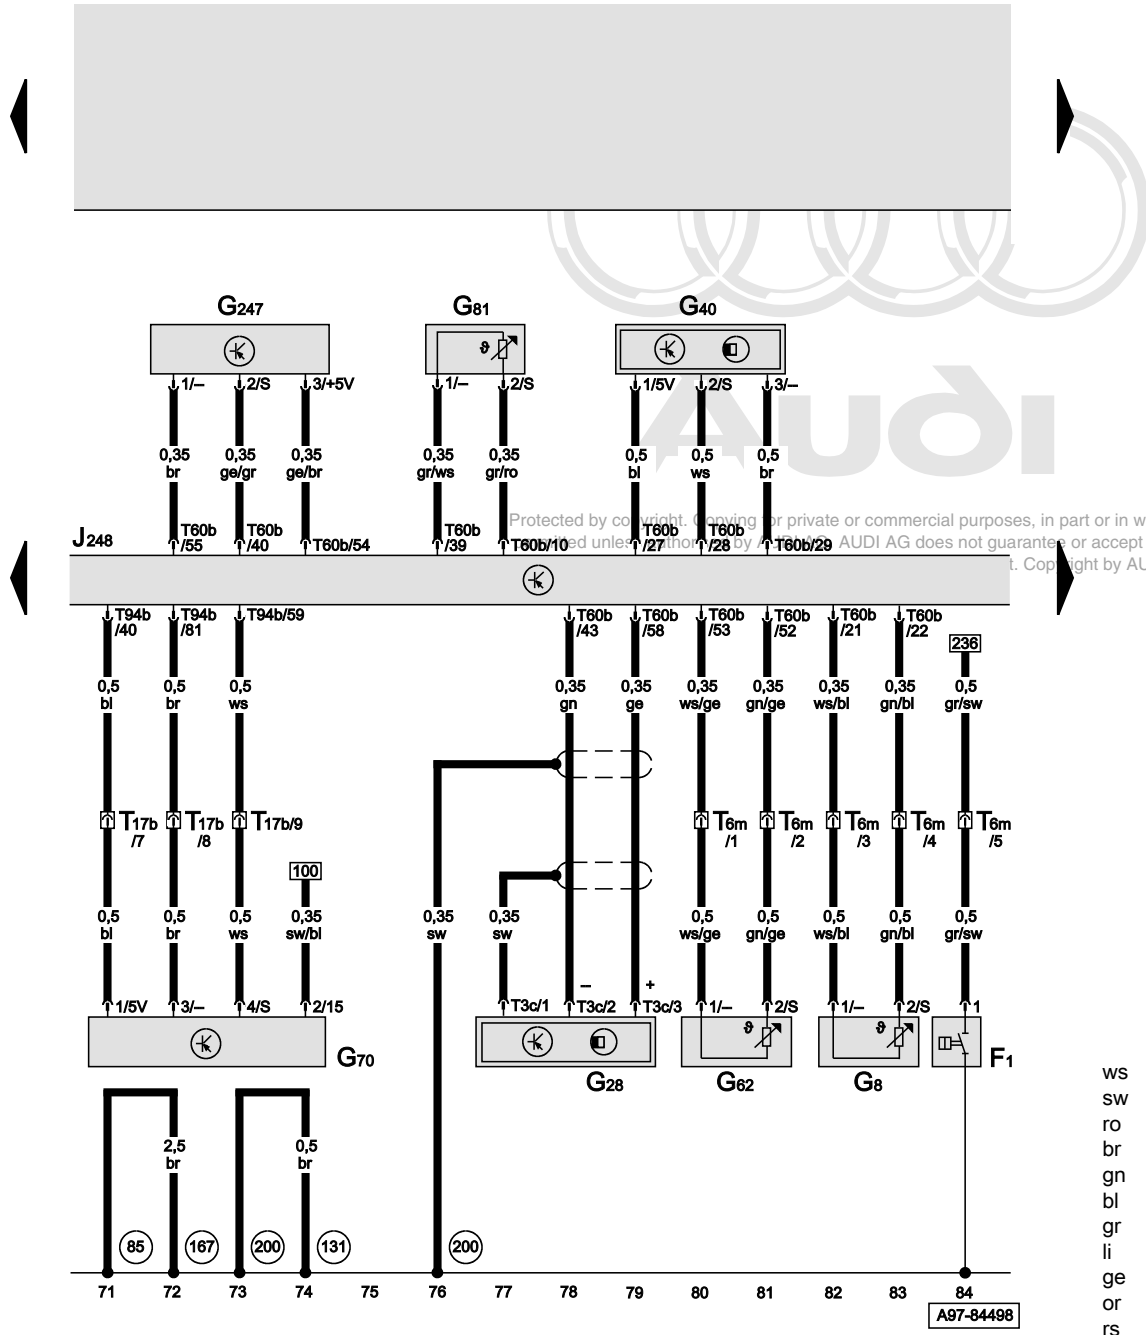 G247 G81 G40
1/– 2/S 3/+5V 1/– 2/S 1/5V 2/S 3/–
Audi
0,35 0,35 0,35 0,35 0,35 0,5 0,5 0,5
br ge/gr ge/br gr/ws gr/ro bl ws br
Protected by copyright. Copying for private or commercial purposes, in part or in w
unless by AUDI AG does not guarantee or accept
t. Copyright by AU
J248
T60b T60b T60b T60b T60b
/55 /40 T60b/54 /39 T60b/10 /27 /28 T60b/29
T94b T94b T94b/59 T60b T60b T60b T60b T60b T60b
/40 /81 /43 /58 /53 /52 /21 /22
236
0,5 0,5 0,5 0,35 0,35 0,35 0,35 0,35 0,35 0,5
bl br ws gn ge ws/ge gn/ge ws/bl gn/bl gr/sw
T17b T17b T17b/9 T6m T6m T6m T6m T6m
/7 /8 /1 /2 /3 /4 /5
100
0,5 0,5 0,5 0,35 0,35 0,35 0,5 0,5 0,5 0,5 0,5
bl br ws sw/bl sw sw ws/ge gn/ge ws/bl gn/bl gr/sw
– +
1/5V 3/– 4/S 2/15 T3c/1 T3c/2 T3c/3 1/– 2/S 1/– 2/S 1
ϑ ϑ
G70 F1
G28 G62 G8
2,5 0,5
br br
85 167 200 131 200
71 72 73 74 75 76 77 78 79 80 81 82 83 84
A97-84498
ws
sw
ro
br
gn
bl
gr
li
ge
or
rs